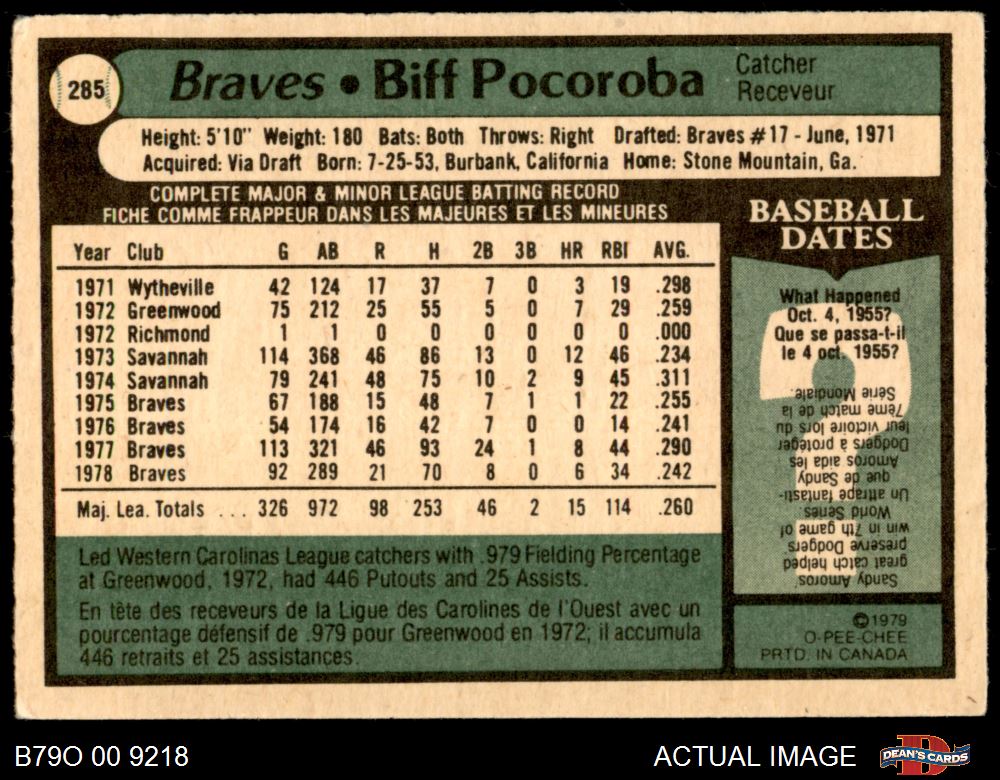 285
Braves • Biff Pocoroba
Catcher
Receveur
Height: 5'10" Weight: 180 Bats: Both Throws: Right Drafted: Braves #17 - June, 1971
Acquired: Via Draft Born: 7-25-53, Burbank, California Home: Stone Mountain, Ga.
COMPLETE MAJOR & MINOR LEAGUE BATTING RECORD
FICHE COMME FRAPPEUR DANS LES MAJEURES ET LES MINEURES
Year Club G AB R H 2B 3B HR RBI AVG.
1971 Wytheville 42 124 17 37 7 0 3 19 .298
1972 Greenwood 75 212 25 55 5 0 7 29 .259
1972 Richmond 1 1 0 0 0 0 0 0 .000
1973 Savannah 114 368 46 86 13 0 12 46 .234
1974 Savannah 79 241 48 75 10 2 9 45 .311
1975 Braves 67 188 15 48 7 1 1 22 .255
1976 Braves 54 174 16 42 7 0 0 14 .241
1977 Braves 113 321 46 93 24 1 8 44 .290
1978 Braves 92 289 21 70 8 0 6 34 .242
Maj. Lea. Totals ... 326 972 98 253 46 2 15 114 .260
Led Western Carolinas League catchers with .979 Fielding Percentage
at Greenwood, 1972, had 446 Putouts and 25 Assists.
En tête des receveurs de la Ligue des Carolines de l'Ouest avec un
pourcentage défensif de .979 pour Greenwood en 1972; il accumula
446 retraits et 25 assistances.
BASEBALL
DATES
What Happened
Oct. 4, 1955?
Que se passa-t-il
le 4 oct. 1955?
Sandy Amoros'
great catch helped
preserve Dodgers'
win in 7th game of
World Series.
Un attrapé fantasti-
que de Sandy
Amoros aida les
Dodgers à protéger
leur victoire lors du
7ème match de la
Série Mondiale.
©1979
O-PEE-CHEE
PRTD. IN CANADA
B79O 00 9218
ACTUAL IMAGE
DEAN'S CARDS